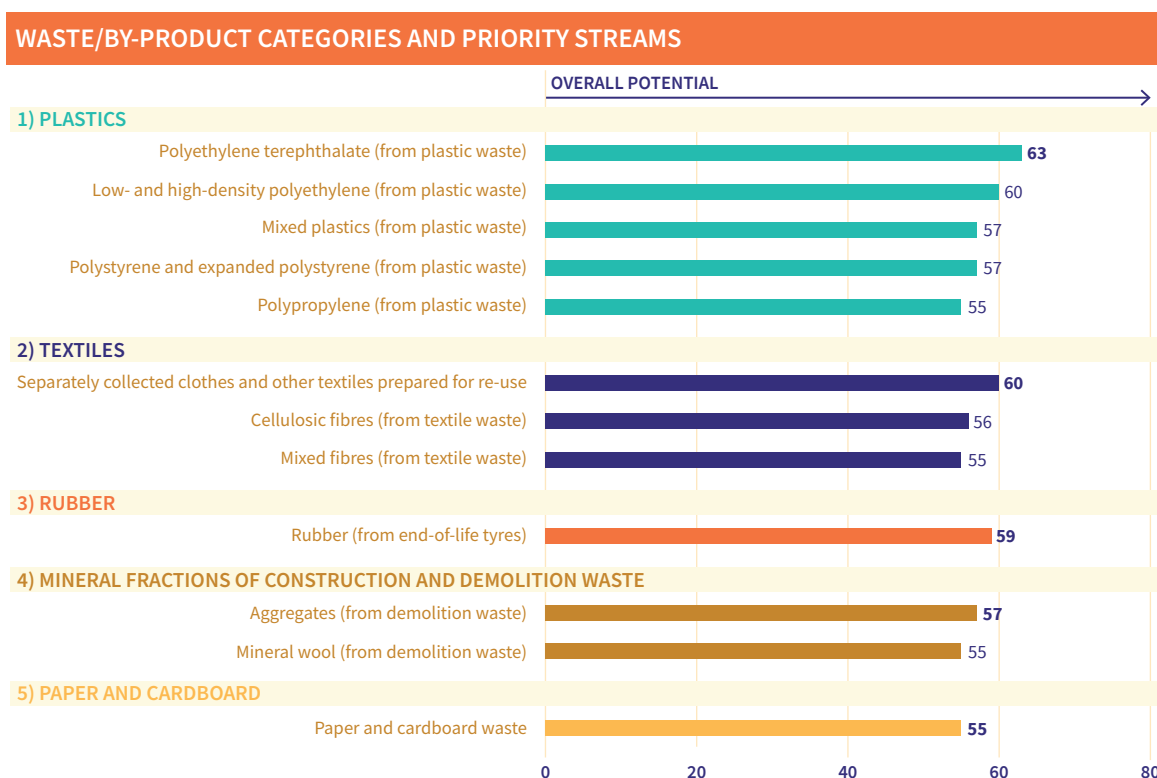 WASTE/BY-PRODUCT CATEGORIES AND PRIORITY STREAMS
OVERALL POTENTIAL
1) PLASTICS
Polyethylene terephthalate (from plastic waste) 63
Low- and high-density polyethylene (from plastic waste) 60
Mixed plastics (from plastic waste) 57
Polystyrene and expanded polystyrene (from plastic waste) 57
Polypropylene (from plastic waste) 55
2) TEXTILES
Separately collected clothes and other textiles prepared for re-use 60
Cellulosic fibres (from textile waste) 56
Mixed fibres (from textile waste) 55
3) RUBBER
Rubber (from end-of-life tyres) 59
4) MINERAL FRACTIONS OF CONSTRUCTION AND DEMOLITION WASTE
Aggregates (from demolition waste) 57
Mineral wool (from demolition waste) 55
5) PAPER AND CARDBOARD
Paper and cardboard waste 55
0 20 40 60 80